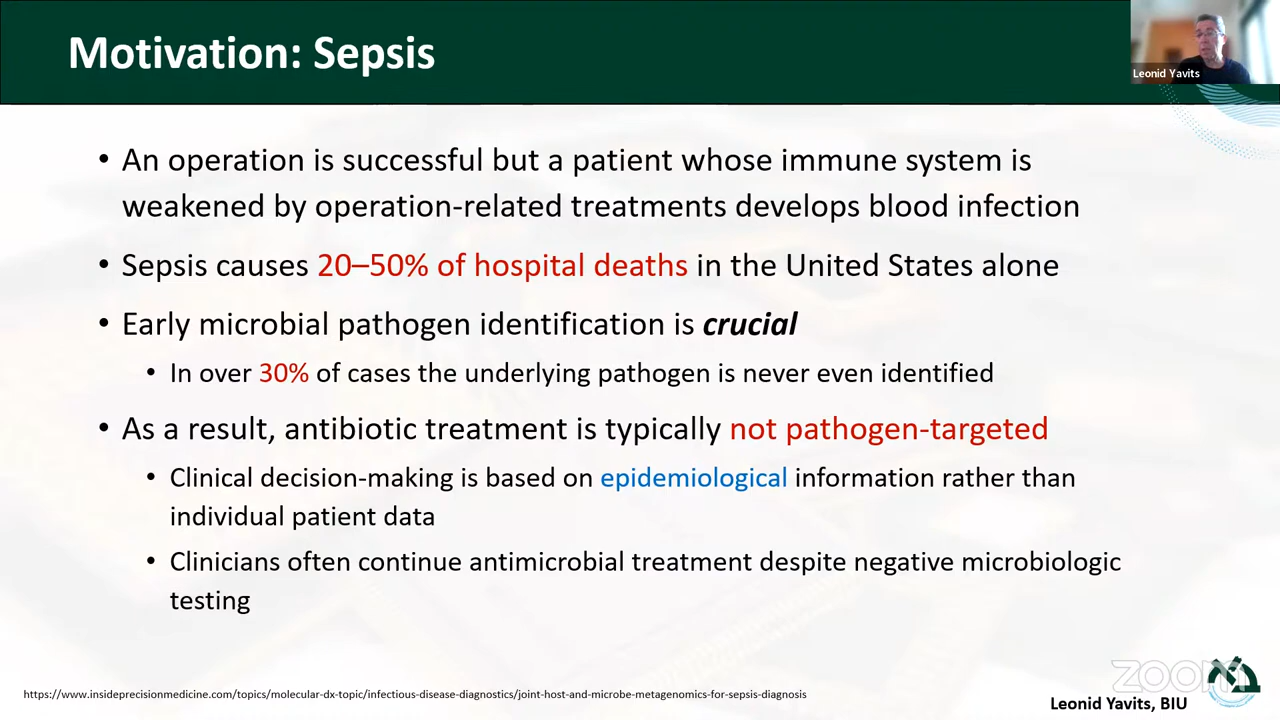 Motivation: Sepsis
Leonid Yavits
• An operation is successful but a patient whose immune system is
weakened by operation-related treatments develops blood infection
• Sepsis causes 20–50% of hospital deaths in the United States alone
• Early microbial pathogen identification is crucial
• In over 30% of cases the underlying pathogen is never even identified
• As a result, antibiotic treatment is typically not pathogen-targeted
• Clinical decision-making is based on epidemiological information rather than
individual patient data
• Clinicians often continue antimicrobial treatment despite negative microbiologic
testing
https://www.insideprecisionmedicine.com/topics/molecular-dx-topic/infectious-disease-diagnostics/joint-host-and-microbe-metagenomics-for-sepsis-diagnosis
zoom
Leonid Yavits, BIU